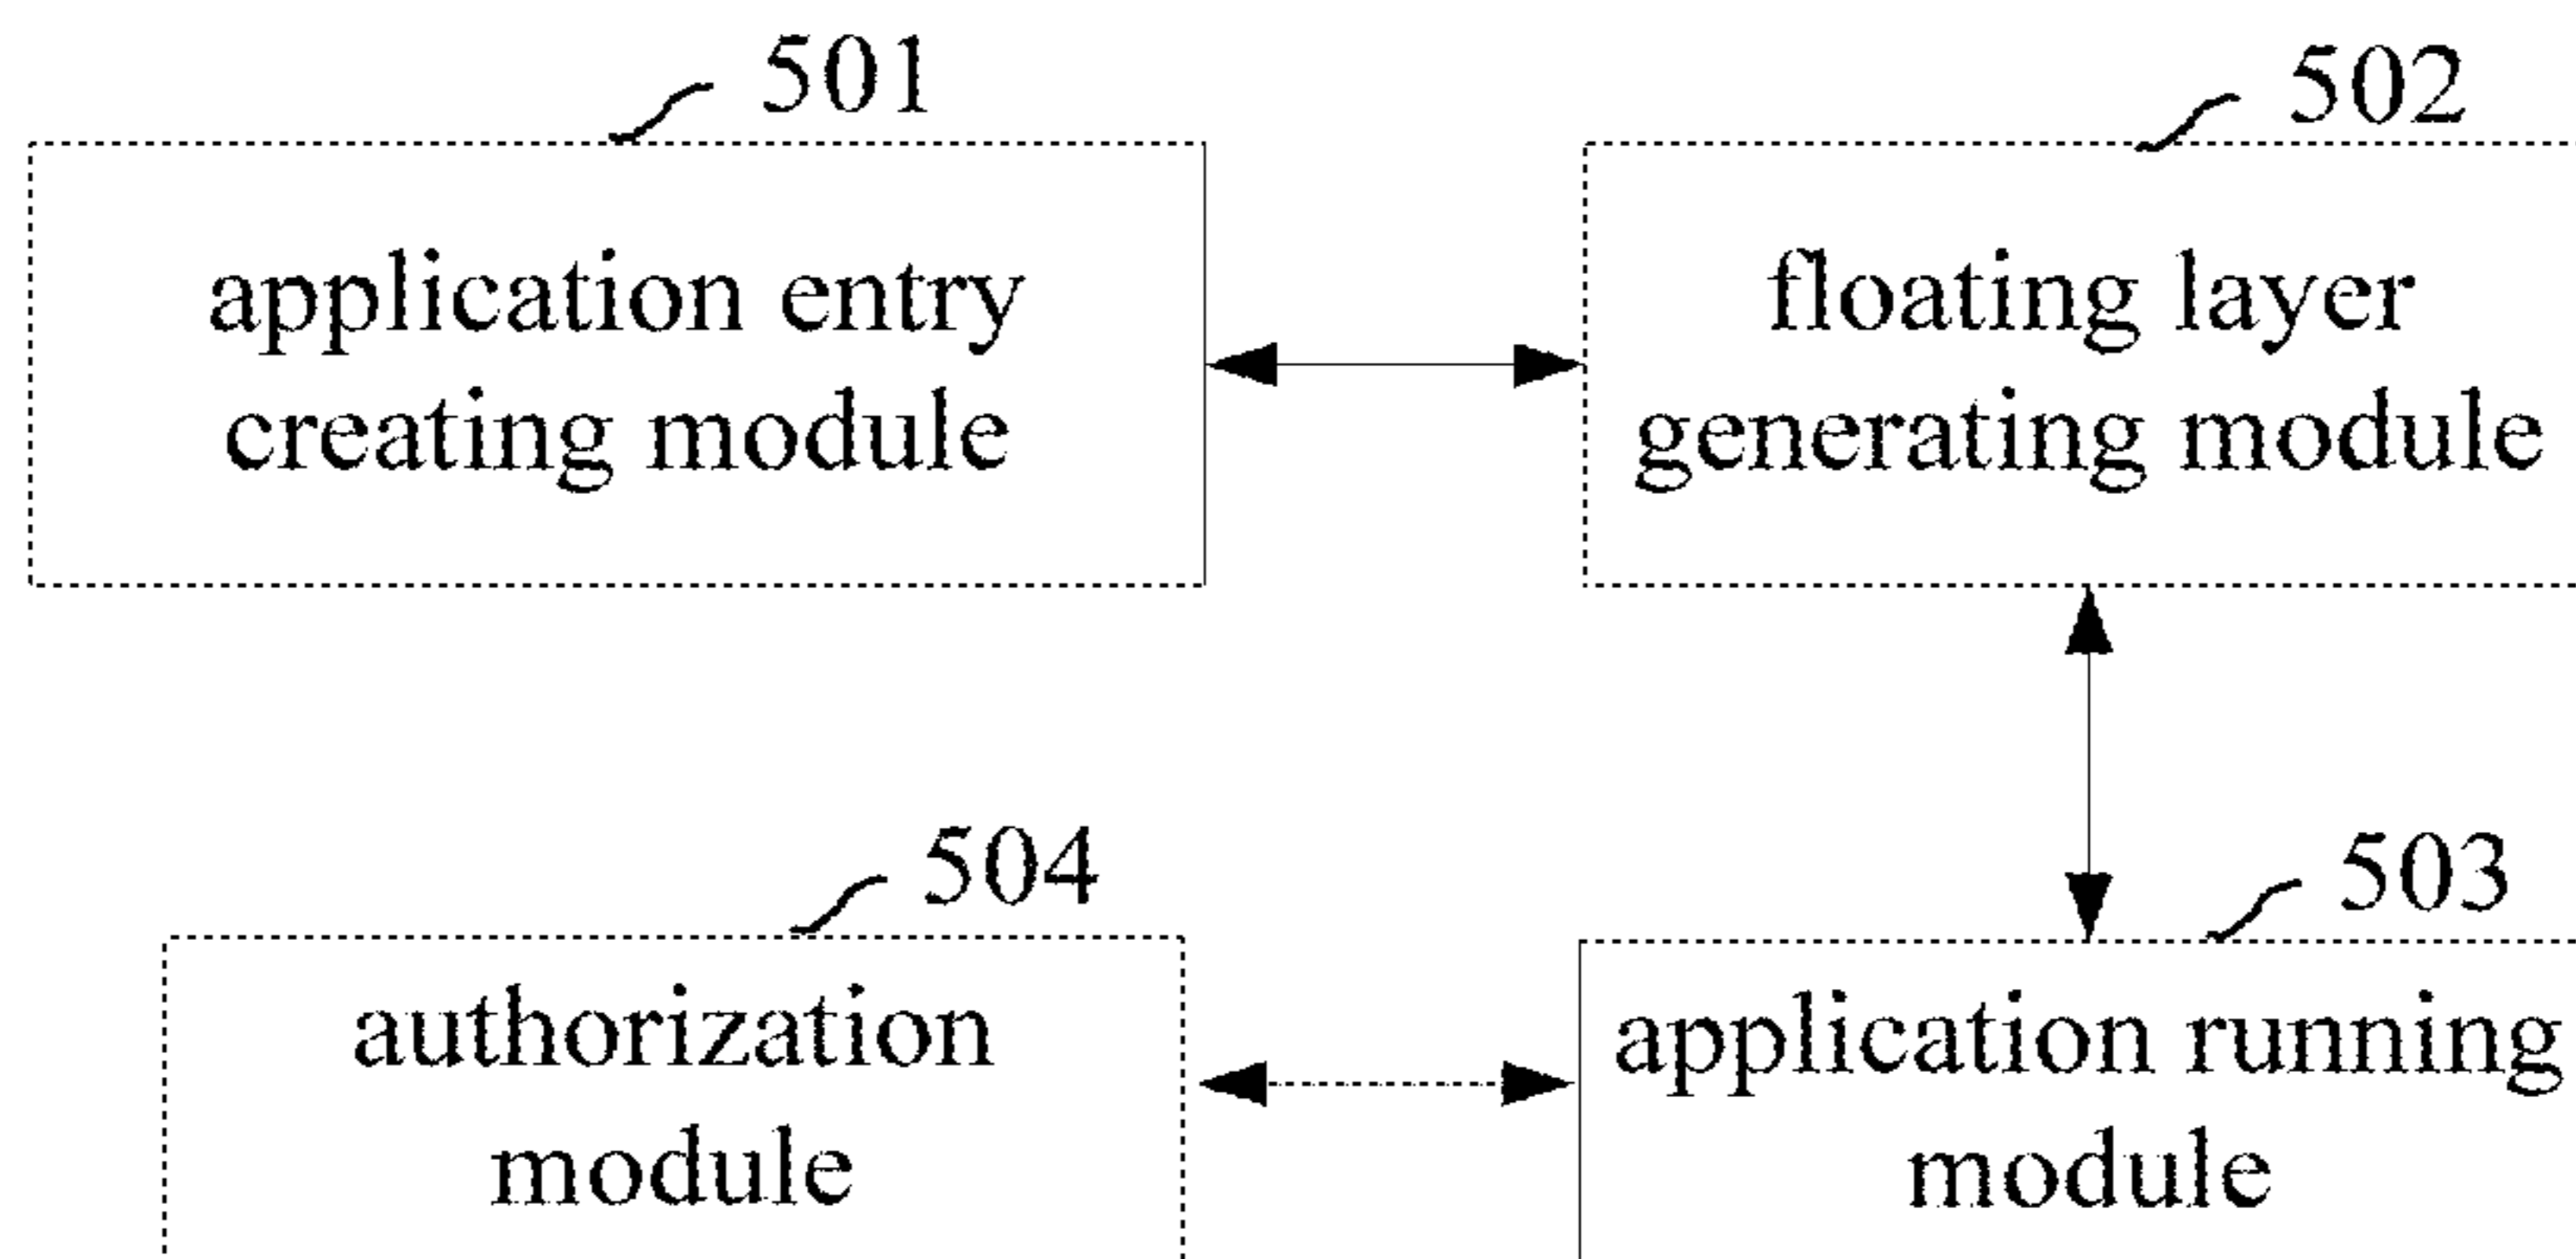 501
application entry
creating module
502
floating layer
generating module
504
authorization
module
503
application running
module